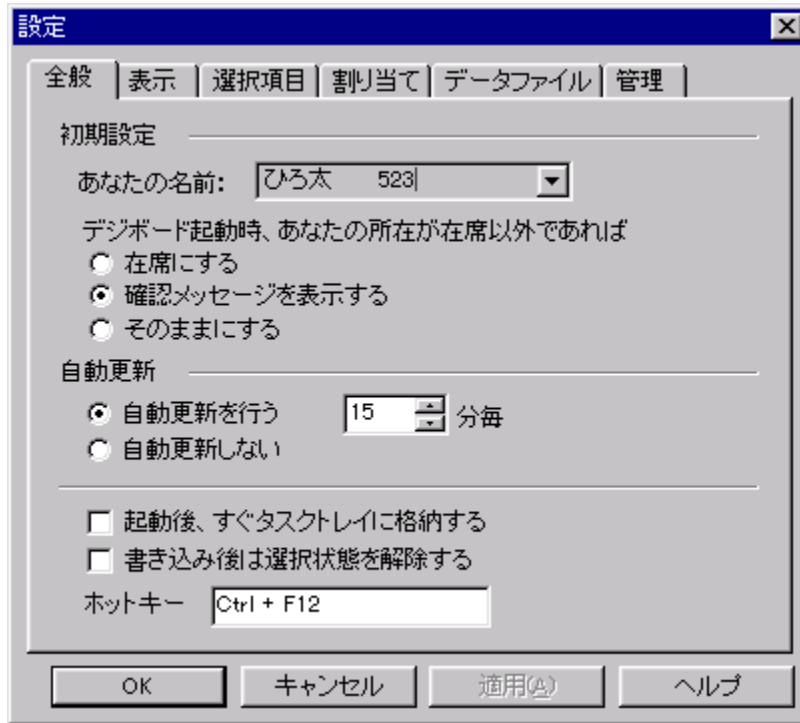 設定
全般 表示 選択項目 割り当て データファイル 管理
初期設定
あなたの名前: ひろ太 523
デジボード起動時、あなたの所在が在席以外であれば
在席にする
確認メッセージを表示する
そのままにする
自動更新
自動更新を行う 15 分毎
自動更新しない
起動後、すぐタスクトレイに格納する
書き込み後は選択状態を解除する
ホットキー Ctrl + F12
OK キャンセル 適用(A) ヘルプ